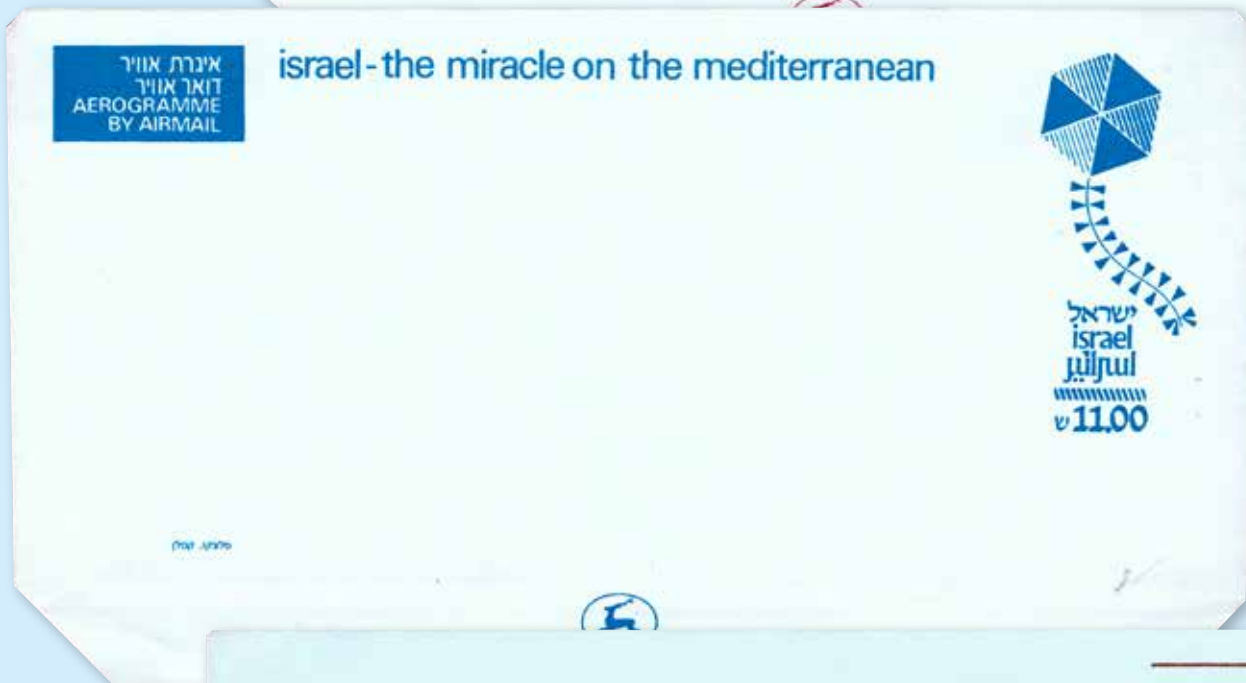 איגרת אוויר
דואר אוויר
AEROGRAMME
BY AIRMAIL
israel-the miracle on the mediterranean
ישראל
israel
اسرائيل
ש 11.00